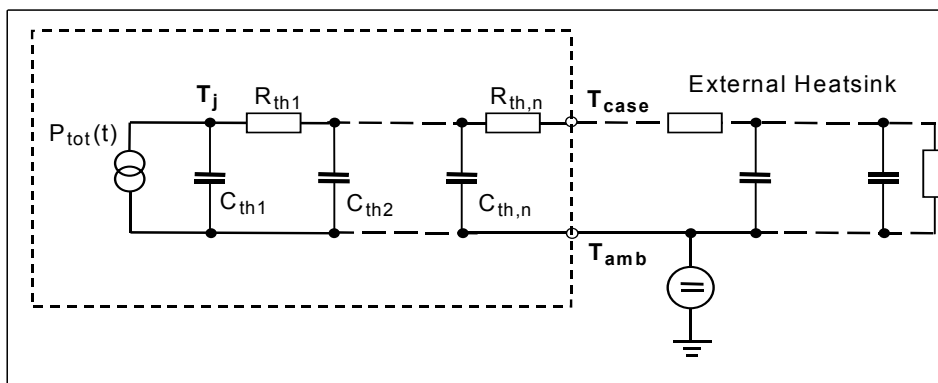 External Heatsink
T_j
R_th1
R_th,n
T_case
P_tot(t)
C_th1
C_th2
C_th,n
T_amb